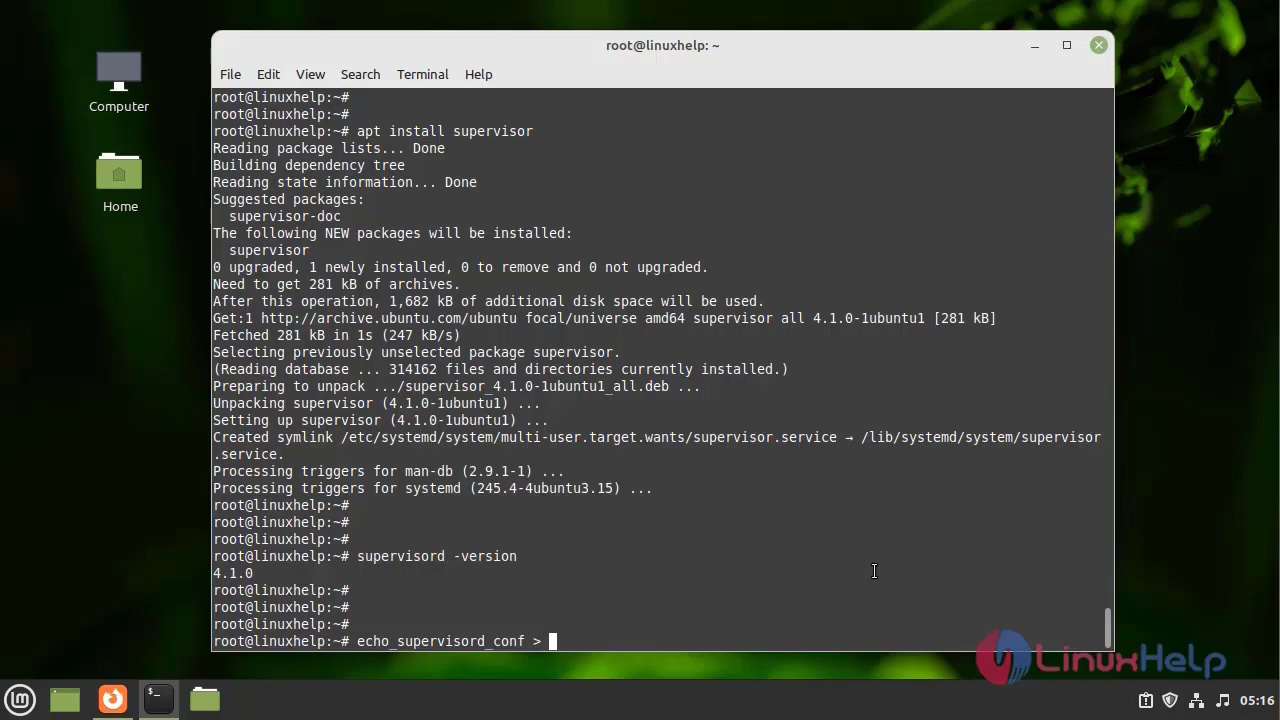 root@linuxhelp: ~
File Edit View Search Terminal Help
Computer
Home
root@linuxhelp:~#
root@linuxhelp:~#
root@linuxhelp:~# apt install supervisor
Reading package lists... Done
Building dependency tree
Reading state information... Done
Suggested packages:
  supervisor-doc
The following NEW packages will be installed:
  supervisor
0 upgraded, 1 newly installed, 0 to remove and 0 not upgraded.
Need to get 281 kB of archives.
After this operation, 1,682 kB of additional disk space will be used.
Get:1 http://archive.ubuntu.com/ubuntu focal/universe amd64 supervisor all 4.1.0-1ubuntu1 [281 kB]
Fetched 281 kB in 1s (247 kB/s)
Selecting previously unselected package supervisor.
(Reading database ... 314162 files and directories currently installed.)
Preparing to unpack .../supervisor_4.1.0-1ubuntu1_all.deb ...
Unpacking supervisor (4.1.0-1ubuntu1) ...
Setting up supervisor (4.1.0-1ubuntu1) ...
Created symlink /etc/systemd/system/multi-user.target.wants/supervisor.service → /lib/systemd/system/supervisor
.service.
Processing triggers for man-db (2.9.1-1) ...
Processing triggers for systemd (245.4-4ubuntu3.15) ...
root@linuxhelp:~#
root@linuxhelp:~#
root@linuxhelp:~#
root@linuxhelp:~# supervisord -version
4.1.0
root@linuxhelp:~#
root@linuxhelp:~#
root@linuxhelp:~#
root@linuxhelp:~# echo_supervisord_conf >
LinuxHelp
05:16